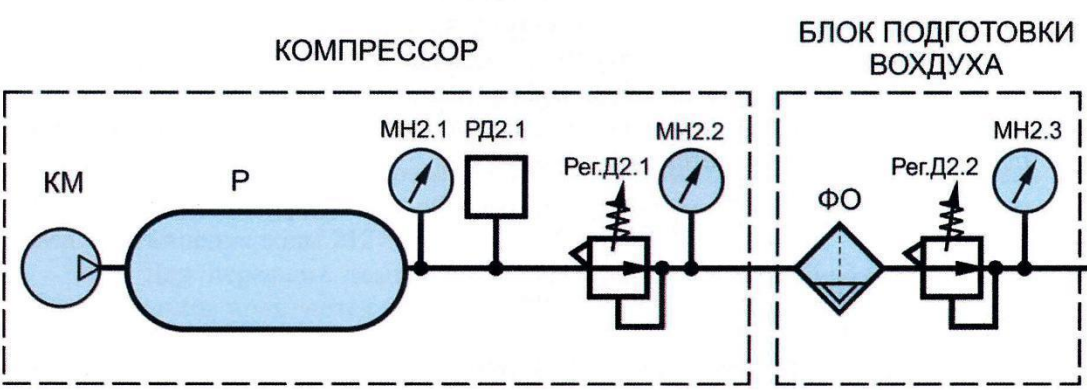 КОМПРЕССОР
БЛОК ПОДГОТОВКИ
ВОХДУХА
КМ
Р
МН2.1
РД2.1
Рег.Д2.1
МН2.2
ФО
Рег.Д2.2
МН2.3